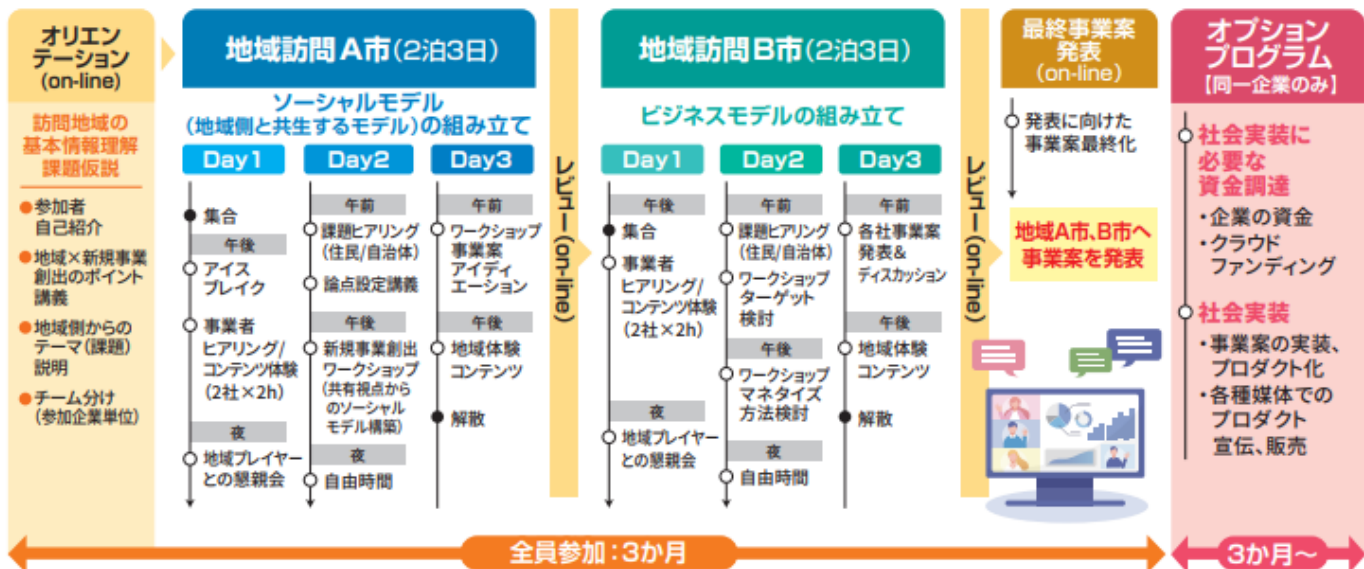 オリエン
テーション
(on-line)
訪問地域の
基本情報理解
課題仮説
●参加者
自己紹介
●地域×新規事業
創出のポイント
講義
●地域側からの
テーマ(課題)
説明
●チーム分け
(参加企業単位)
地域訪問A市(2泊3日)
ソーシャルモデル
(地域側と共生するモデル)の組み立て
Day1
集合
午後
アイス
ブレイク
事業者
ヒアリング/
コンテンツ体験
(2社×2h)
夜
地域プレイヤー
との懇親会
Day2
午前
課題ヒアリング
(住民/自治体)
論点設定講義
午後
新規事業創出
ワークショップ
(共有視点から
のソーシャル
モデル構築)
夜
自由時間
Day3
午前
ワークショップ
事業案
アイディ
エーション
午後
地域体験
コンテンツ
解散
レビュー(on-line)
地域訪問B市(2泊3日)
ビジネスモデルの組み立て
Day1
午後
集合
事業者
ヒアリング/
コンテンツ体験
(2社×2h)
夜
地域プレイヤー
との懇親会
Day2
午前
課題ヒアリング
(住民/自治体)
ワークショップ
ターゲット
検討
午後
ワークショップ
マネタイズ
方法検討
夜
自由時間
Day3
午前
各社事業案
発表&
ディスカッション
午後
地域体験
コンテンツ
解散
レビュー(on-line)
最終事業案
発表
(on-line)
発表に向けた
事業案最終化
地域A市、B市へ
事業案を発表
オプション
プログラム
【同一企業のみ】
社会実装に
必要な
資金調達
・企業の資金
・クラウド
ファンディング
社会実装
・事業案の実装、
プロダクト化
・各種媒体での
プロダクト
宣伝、販売
全員参加:3か月
3か月~